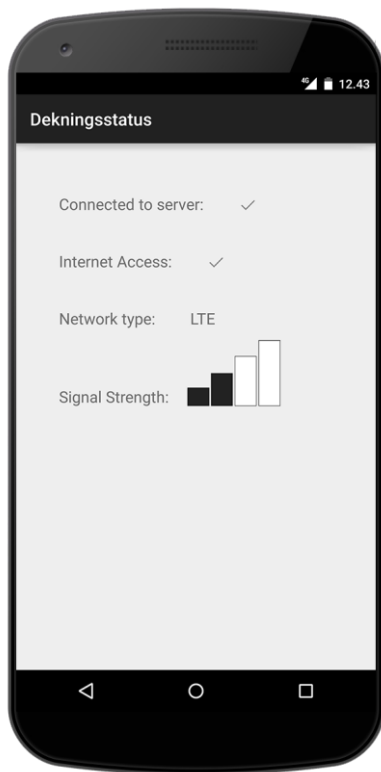 4G 12.43
Dekningsstatus
Connected to server:
Internet Access:
Network type: LTE
Signal Strength: